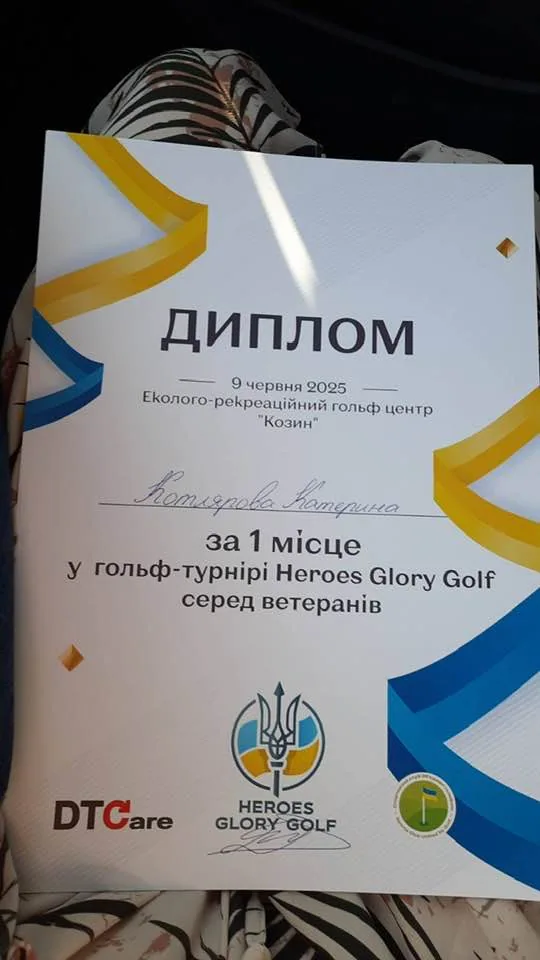 ДИПЛОМ
9 червня 2025
Еколого-рекреаційний гольф центр
"Козин"
Котлярова Катерина
за 1 місце
у гольф-турнірі Heroes Glory Golf
серед ветеранів
DTCare
HEROES
GLORY GOLF